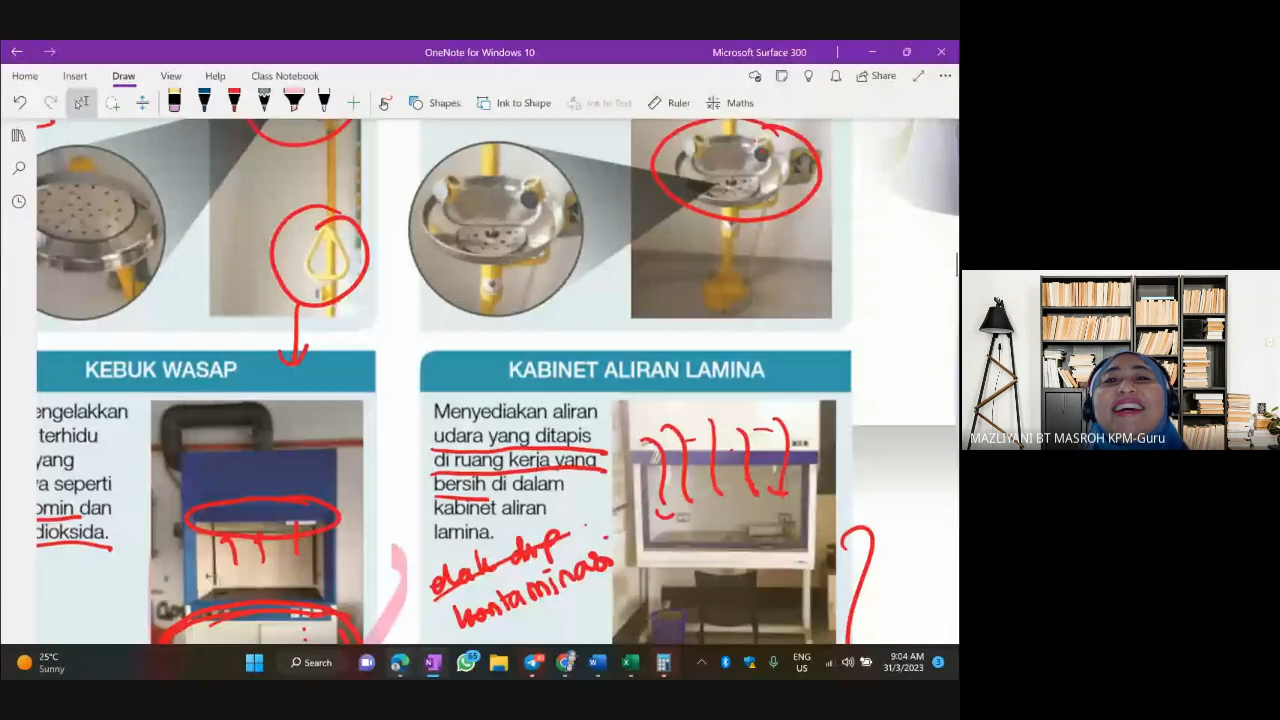 OneNote for Windows 10
Microsoft Surface 300
Home Insert Draw View Help Class Notebook
Share
Shapes Ink to Shape Ink to Text Ruler Maths
KEBUK WASAP
engelakkan
terhidu
yang
a seperti
omin dan
dioksida.
KABINET ALIRAN LAMINA
Menyediakan aliran
udara yang ditapis
di ruang kerja yang
bersih di dalam
kabinet aliran
lamina.
kontaminasi
MAZLIYANI BT MASROH KPM-Guru
25°C
Sunny
Search
65
ENG
US
9:04 AM
31/3/2023
3